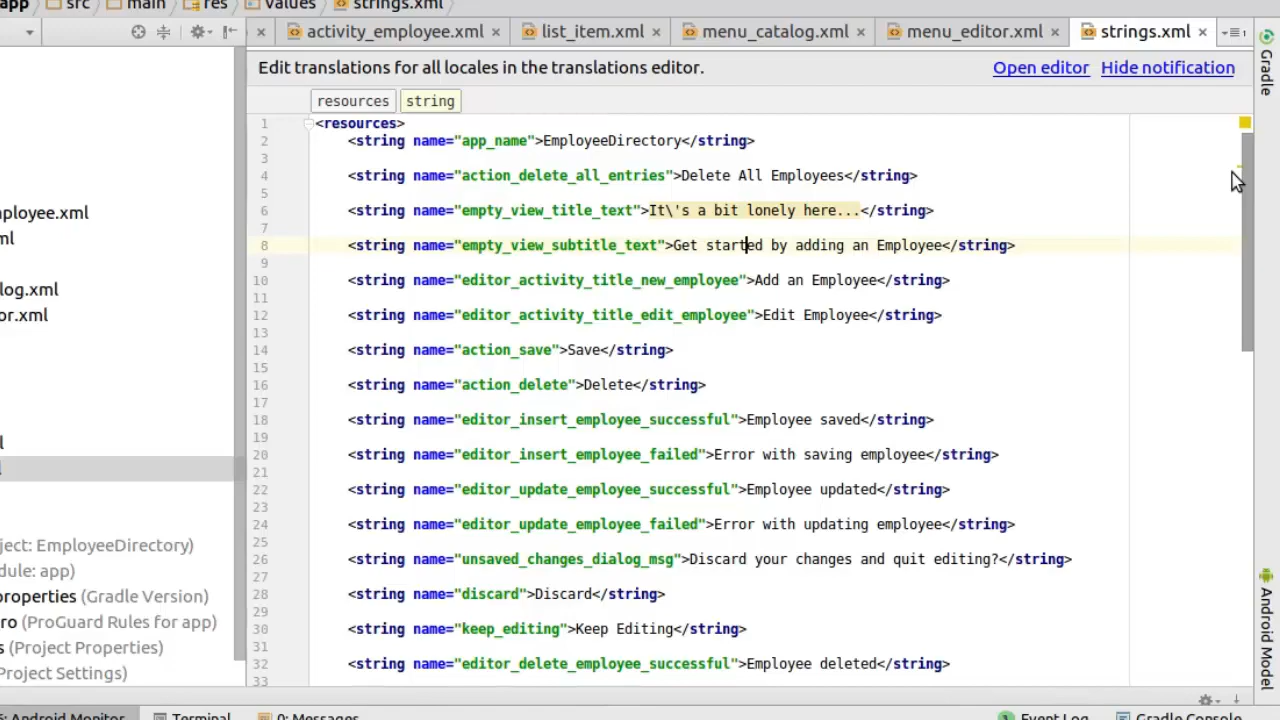 app src main res values strings.xml
activity_employee.xml list_item.xml menu_catalog.xml menu_editor.xml strings.xml
Edit translations for all locales in the translations editor. Open editor Hide notification
resources string
1 <resources>
2 <string name="app_name">EmployeeDirectory</string>
3
4 <string name="action_delete_all_entries">Delete All Employees</string>
5
6 <string name="empty_view_title_text">It\'s a bit lonely here...</string>
7
8 <string name="empty_view_subtitle_text">Get started by adding an Employee</string>
9
10 <string name="editor_activity_title_new_employee">Add an Employee</string>
11
12 <string name="editor_activity_title_edit_employee">Edit Employee</string>
13
14 <string name="action_save">Save</string>
15
16 <string name="action_delete">Delete</string>
17
18 <string name="editor_insert_employee_successful">Employee saved</string>
19
20 <string name="editor_insert_employee_failed">Error with saving employee</string>
21
22 <string name="editor_update_employee_successful">Employee updated</string>
23
24 <string name="editor_update_employee_failed">Error with updating employee</string>
25
26 <string name="unsaved_changes_dialog_msg">Discard your changes and quit editing?</string>
27
28 <string name="discard">Discard</string>
29
30 <string name="keep_editing">Keep Editing</string>
31
32 <string name="editor_delete_employee_successful">Employee deleted</string>
33
ployee.xml
ml
log.xml
or.xml
l
ject: EmployeeDirectory)
dule: app)
properties (Gradle Version)
ro (ProGuard Rules for app)
s (Project Properties)
Project Settings)
Gradle
Android Model
Android Monitor Terminal 0: Messages Event Log Gradle Console